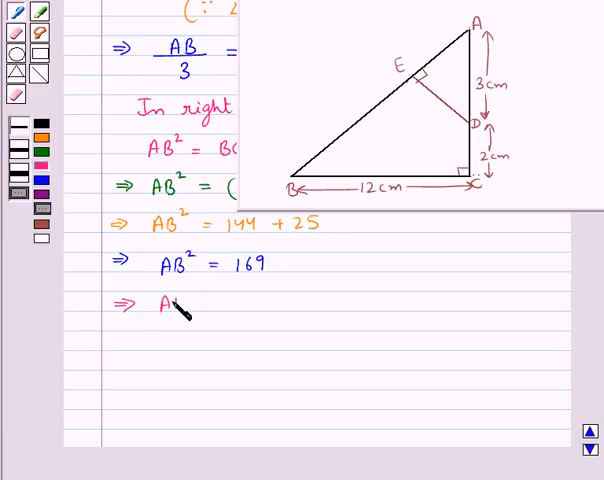 (∵ 2
⇒ AB/3 =
In right
AB² = BC
⇒ AB² = (
⇒ AB² = 144 + 25
⇒ AB² = 169
⇒ A
A
E
3cm
D
2cm
B
12cm
C